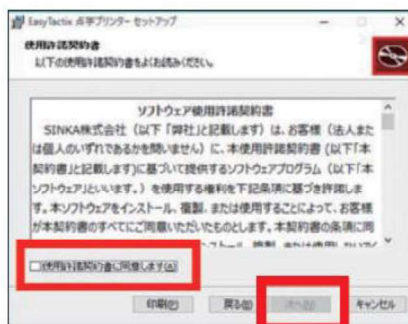 EasyTactix 点字プリンター セットアップ
使用許諾契約書
以下の使用許諾契約書をよくお読みください。
ソフトウェア使用許諾契約書
SINKA株式会社（以下「弊社」と記載します）は、お客様（法人また
は個人のいずれであるかを問いません）に、本使用許諾契約書（以下「本
契約書」と記載します）に基づいて提供するソフトウェアプログラム（以下「本
ソフトウェア」といいます。）を使用する権利を下記条項に基づき許諾しま
す。本ソフトウェアをインストール、複製、または使用することによって、お客様
が本契約書のすべてにご同意いただいたものとします。本契約書の条項に同
使用許諾契約書に同意します(A)
印刷(P) 戻る(B) 次へ(N) キャンセル